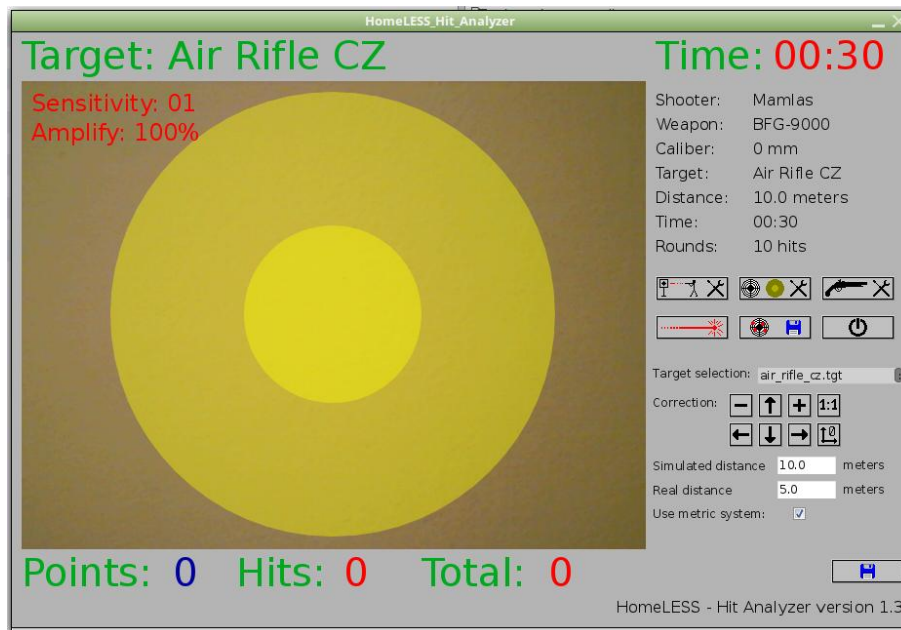 HomeLESS_Hit_Analyzer
Target: Air Rifle CZ
Time: 00:30
Sensitivity: 01
Amplify: 100%
Shooter: Mamlas
Weapon: BFG-9000
Caliber: 0 mm
Target: Air Rifle CZ
Distance: 10.0 meters
Time: 00:30
Rounds: 10 hits
Target selection: air_rifle_cz.tgt
Correction: - + 1:1
0
Simulated distance 10.0 meters
Real distance 5.0 meters
Use metric system:
Points: 0 Hits: 0 Total: 0
HomeLESS - Hit Analyzer version 1.3